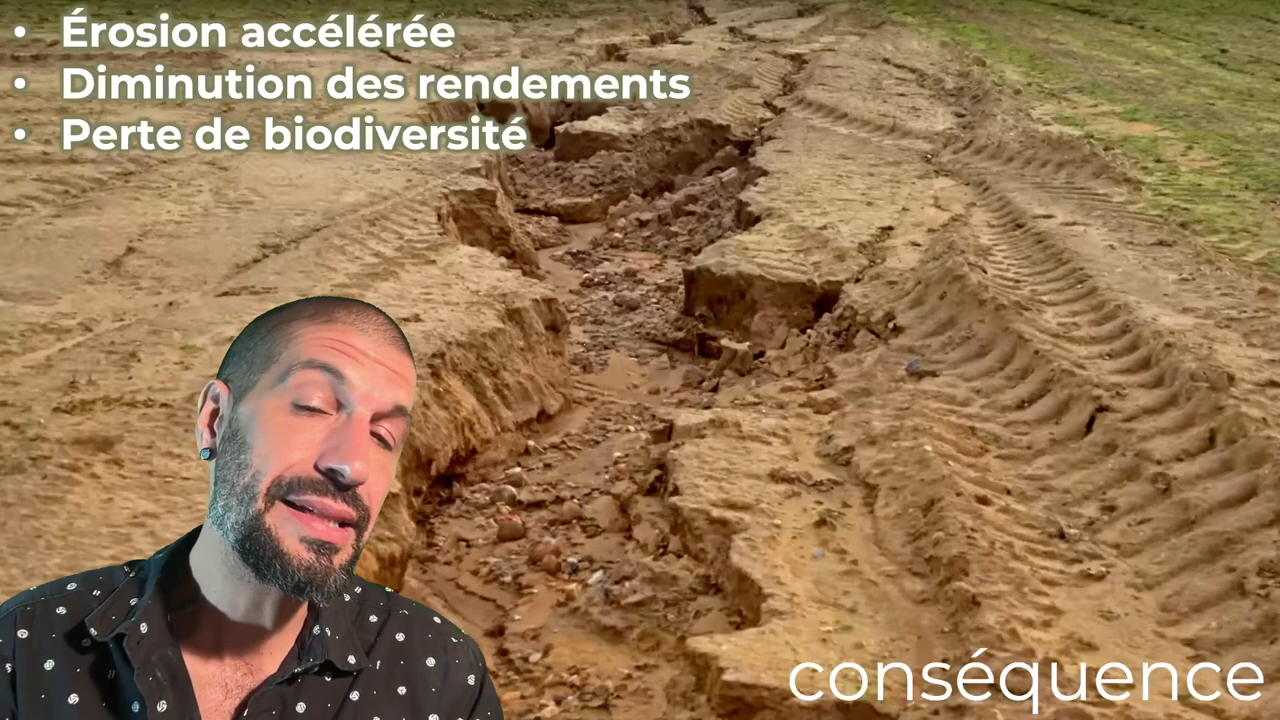 • Érosion accélérée
• Diminution des rendements
• Perte de biodiversité
conséquence